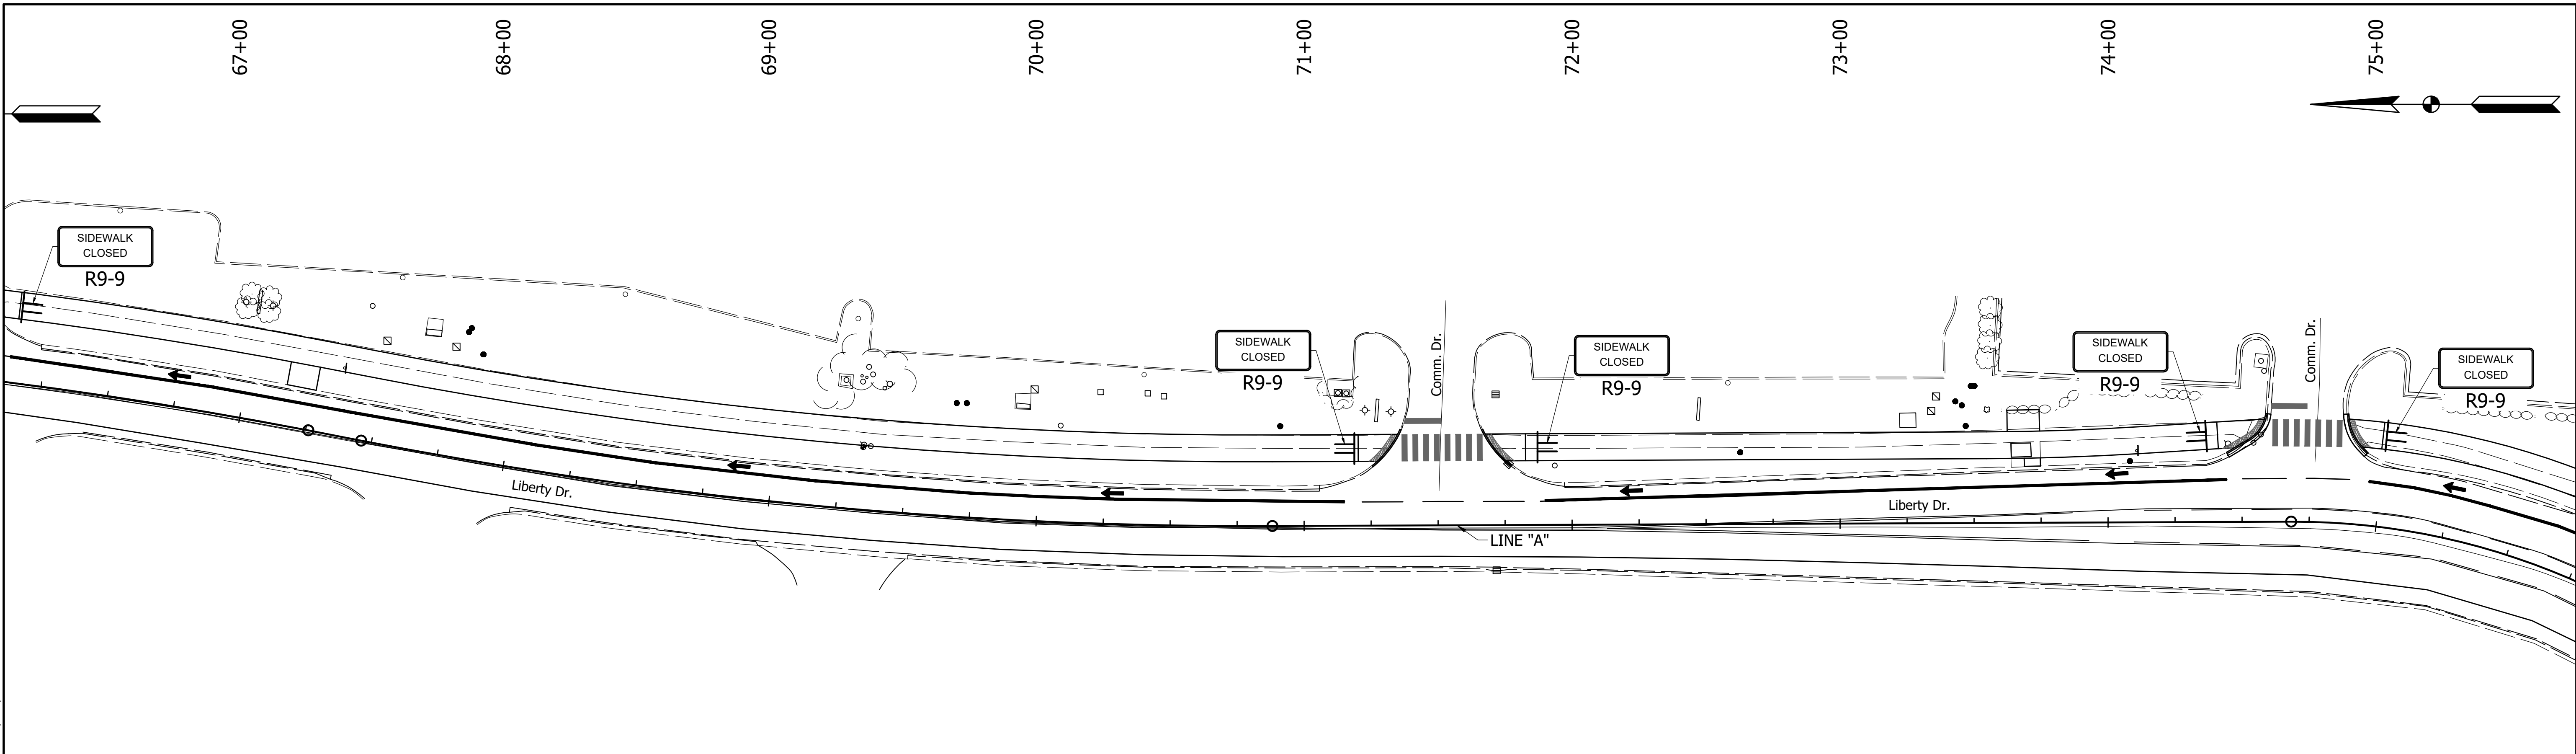 67+00
68+00
69+00
70+00
71+00
72+00
73+00
74+00
75+00
SIDEWALK
CLOSED
R9-9
SIDEWALK
CLOSED
R9-9
Comm. Dr.
SIDEWALK
CLOSED
R9-9
SIDEWALK
CLOSED
R9-9
Comm. Dr.
SIDEWALK
CLOSED
R9-9
Liberty Dr.
Liberty Dr.
LINE "A"